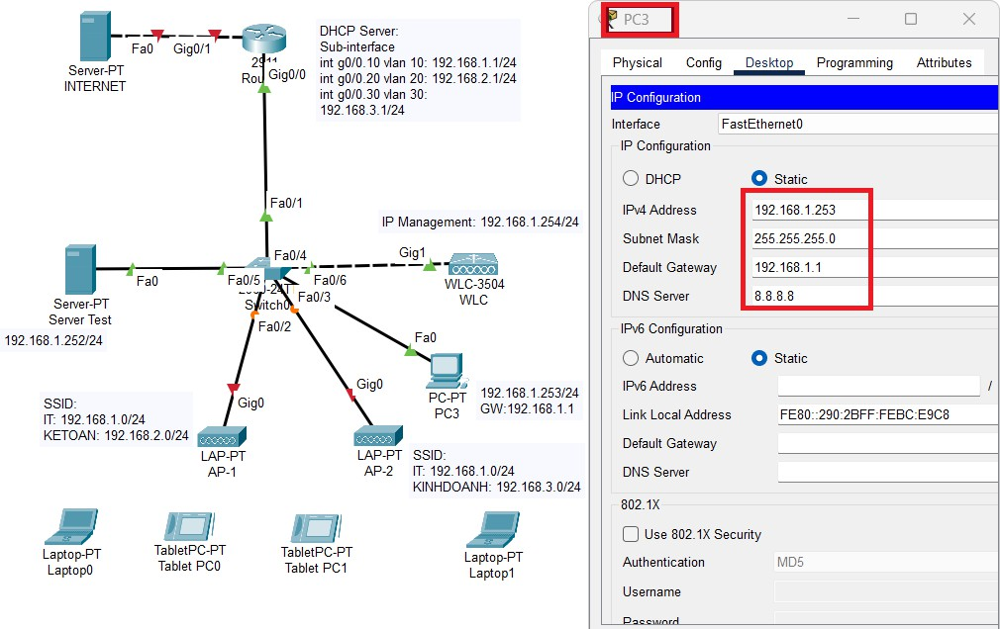 Fa0
Gig0/1
Server-PT
INTERNET
2911
Rou
Gig0/0
DHCP Server:
Sub-interface
int g0/0.10 vlan 10: 192.168.1.1/24
int g0/0.20 vlan 20: 192.168.2.1/24
int g0/0.30 vlan 30:
192.168.3.1/24
Fa0/1
IP Management: 192.168.1.254/24
Fa0/4
Gig1
Fa0
Fa0/5
Fa0/6
WLC-3504
WLC
Server-PT
Server Test
192.168.1.252/24
Fa0/3
Switch0
Fa0/2
Fa0
PC-PT
PC3
192.168.1.253/24
GW:192.168.1.1
SSID:
IT: 192.168.1.0/24
KETOAN: 192.168.2.0/24
Gig0
LAP-PT
AP-1
Gig0
LAP-PT
AP-2
SSID:
IT: 192.168.1.0/24
KINHDOANH: 192.168.3.0/24
Laptop-PT
Laptop0
TabletPC-PT
Tablet PC0
TabletPC-PT
Tablet PC1
Laptop-PT
Laptop1
PC3
Physical Config Desktop Programming Attributes
IP Configuration
Interface FastEthernet0
IP Configuration
DHCP Static
IPv4 Address 192.168.1.253
Subnet Mask 255.255.255.0
Default Gateway 192.168.1.1
DNS Server 8.8.8.8
IPv6 Configuration
Automatic Static
IPv6 Address /
Link Local Address FE80::290:2BFF:FEBC:E9C8
Default Gateway
DNS Server
802.1X
Use 802.1X Security
Authentication MD5
Username
Password